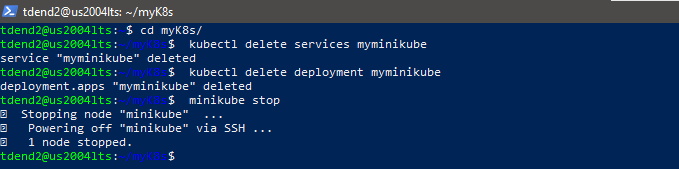 tdend2@us2004lts: ~/myK8s
tdend2@us2004lts:~$ cd myK8s/
tdend2@us2004lts:~/myK8s$  kubectl delete services myminikube
service "myminikube" deleted
tdend2@us2004lts:~/myK8s$  kubectl delete deployment myminikube
deployment.apps "myminikube" deleted
tdend2@us2004lts:~/myK8s$  minikube stop
Stopping node "minikube"  ...
Powering off "minikube" via SSH ...
1 node stopped.
tdend2@us2004lts:~/myK8s$